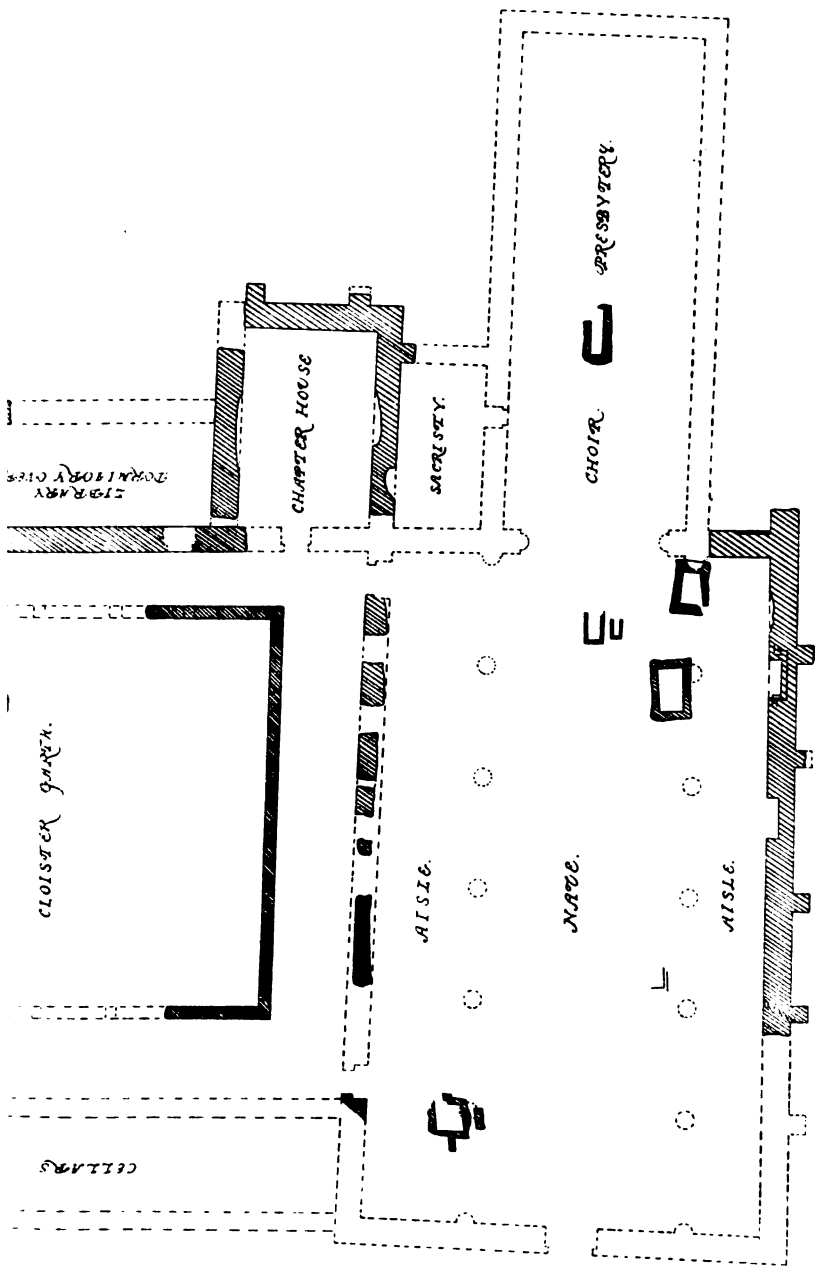 PRESBYTERY.
CHOIR.
CHAPTER HOUSE
SACRISTY.
LIBRARY
DORMITORY OVER
CLOISTER GARTH.
AISLE.
NAVE.
AISLE.
CELLARS